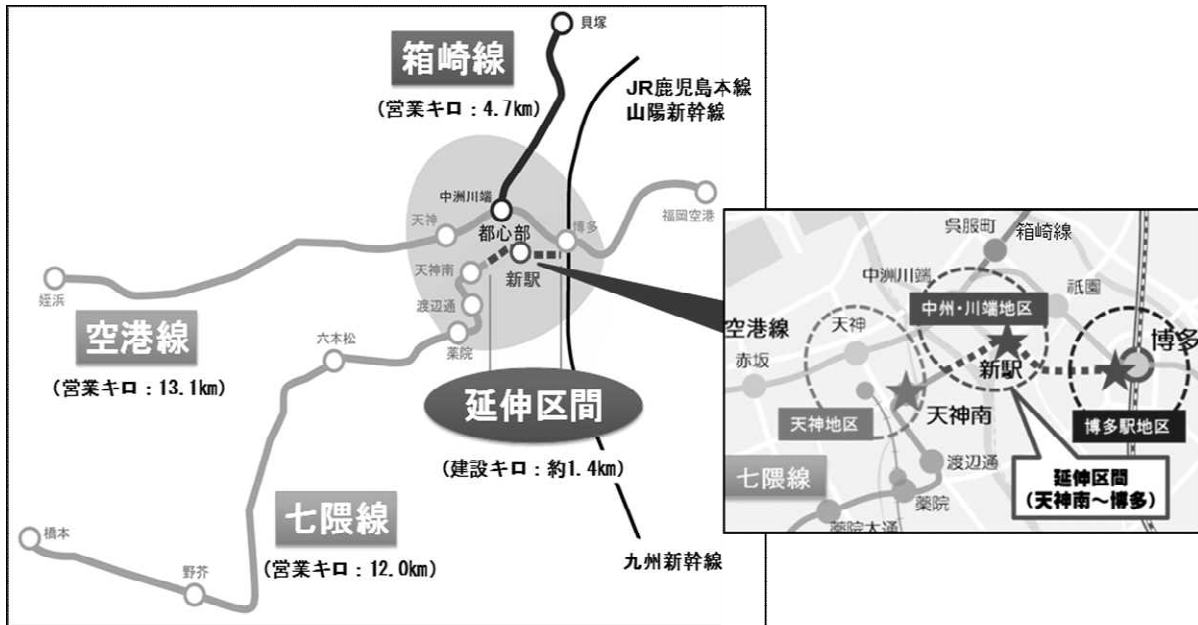 貝塚
箱崎線
(営業キロ：4.7km)
JR鹿児島本線
山陽新幹線
中洲川端
福岡空港
天神
都心部
博多
天神南
新駅
姪浜
渡辺通
空港線
六本松
薬院
(営業キロ：13.1km)
延伸区間
(建設キロ：約1.4km)
七隈線
橋本
(営業キロ：12.0km)
野芥
九州新幹線
呉服町
箱崎線
中洲川端
祇園
中州・川端地区
空港線
天神
博多
赤坂
新駅
天神南
天神地区
博多駅地区
渡辺通
七隈線
延伸区間
(天神南～博多)
薬院
薬院大通